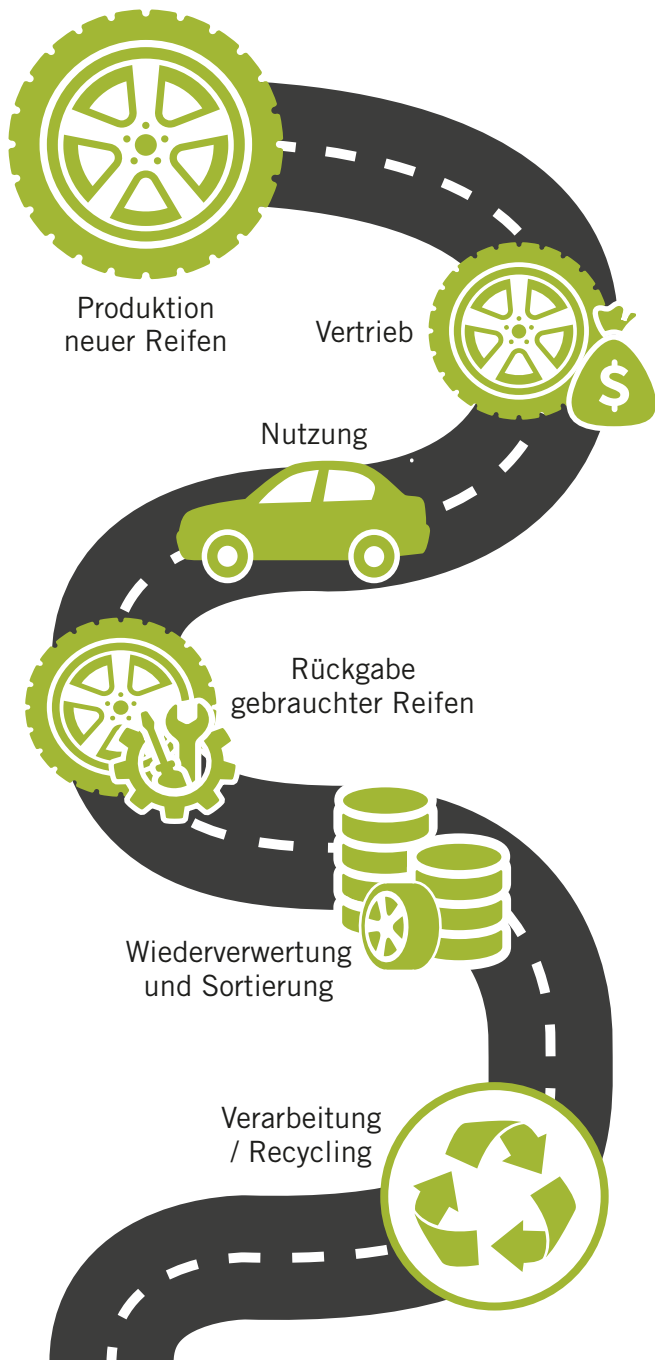 Produktion
neuer Reifen
Vertrieb
$
Nutzung
Rückgabe
gebrauchter Reifen
Wiederverwertung
und Sortierung
Verarbeitung
/ Recycling